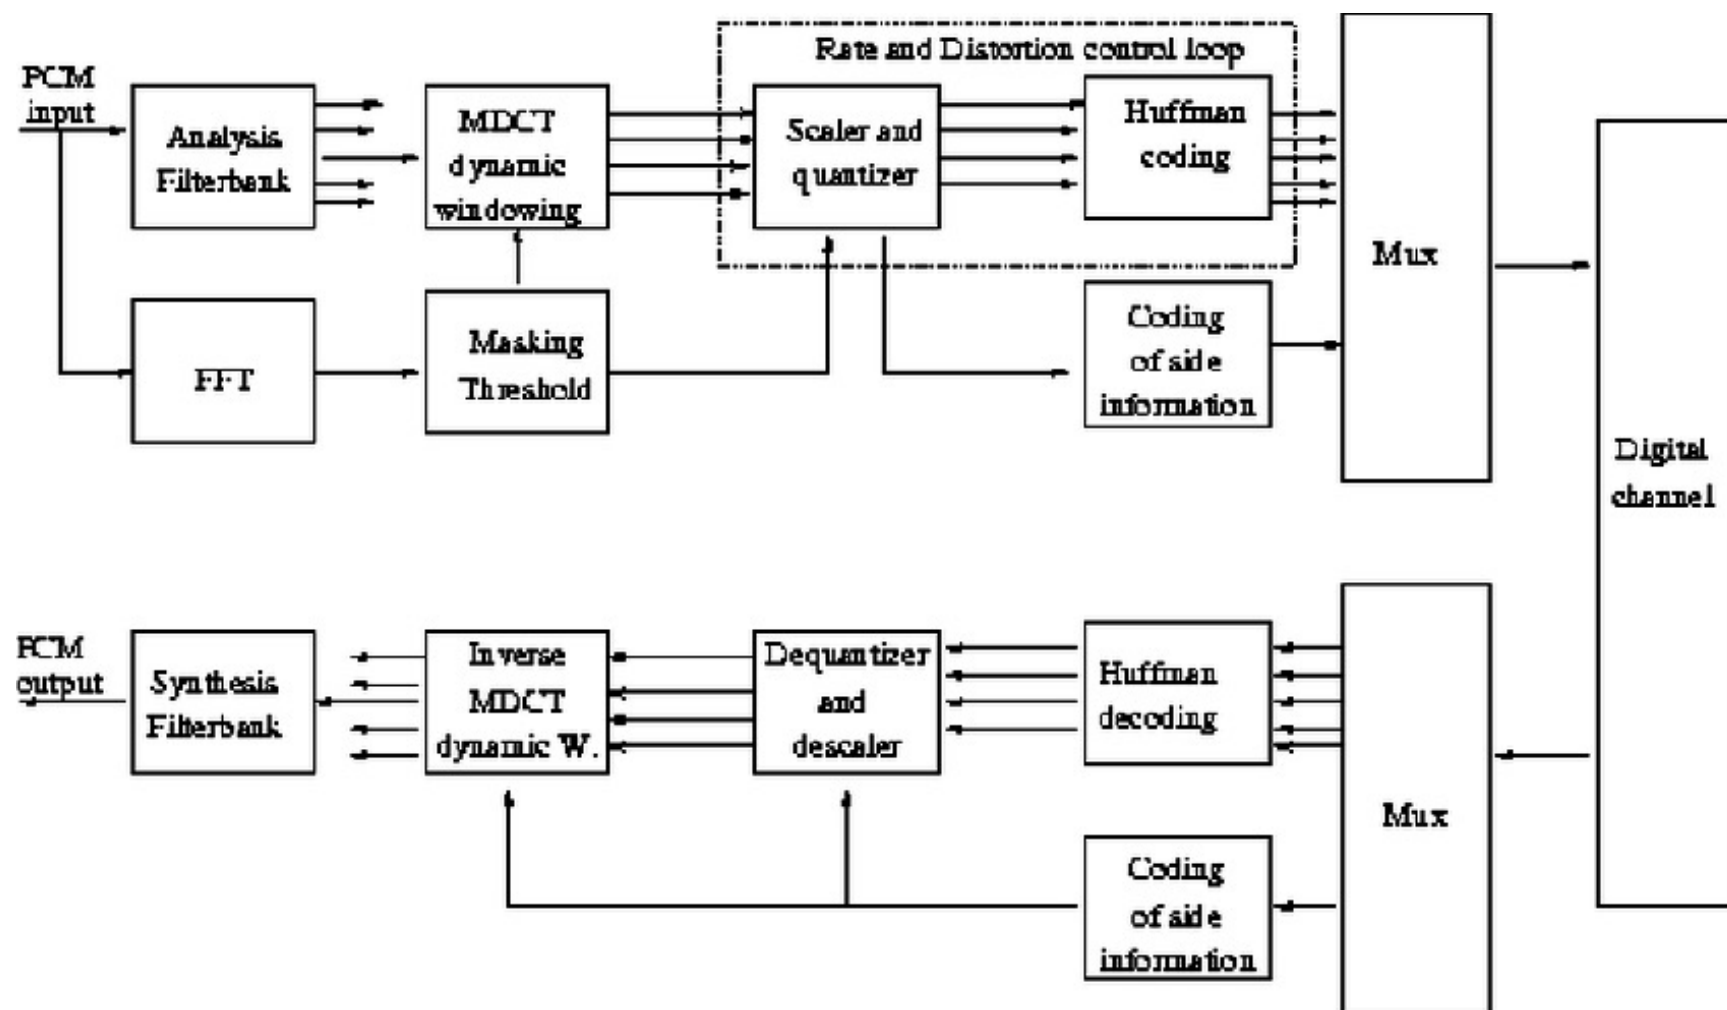 Rate and Distortion control loop
PCM
input
Analysis
Filterbank
MDCT
dynamic
windowing
Scaler and
quantizer
Huffman
coding
Mux
FFT
Masking
Threshold
Coding
of side
information
Digital
channel
PCM
output
Synthesis
Filterbank
Inverse
MDCT
dynamic W.
Dequantizer
and
descaler
Huffman
decoding
Mux
Coding
of side
information